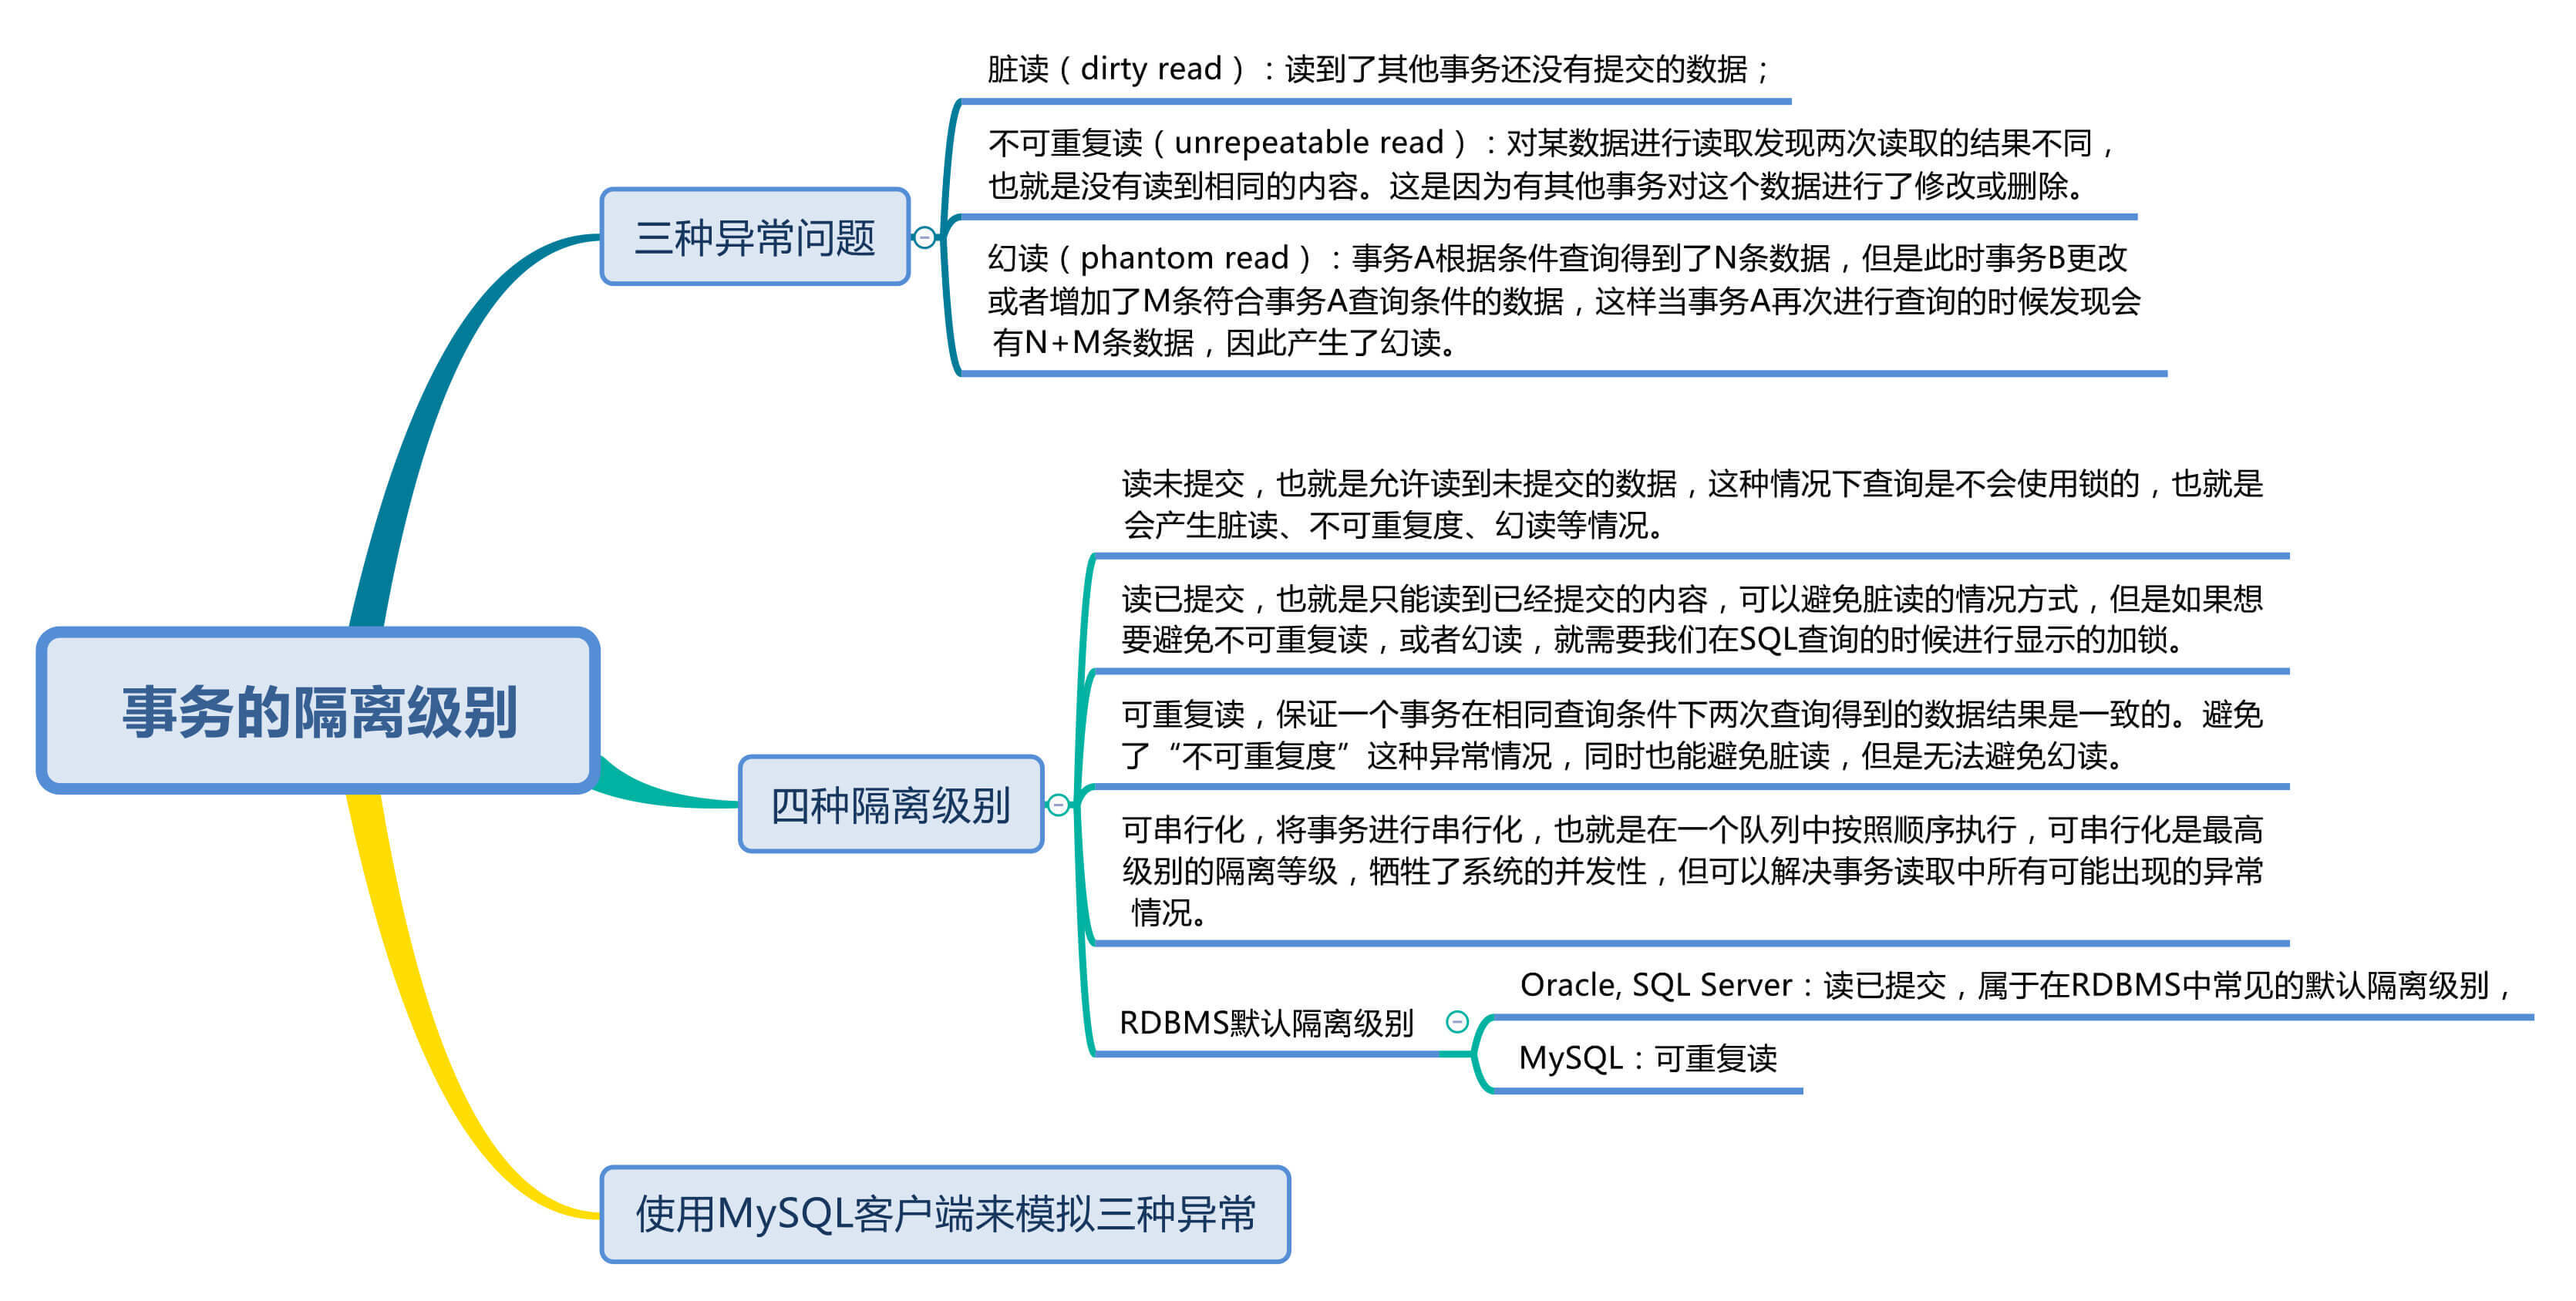 事务的隔离级别
三种异常问题
脏读（dirty read）：读到了其他事务还没有提交的数据；
不可重复读（unrepeatable read）：对某数据进行读取发现两次读取的结果不同，
也就是没有读到相同的内容。这是因为有其他事务对这个数据进行了修改或删除。
幻读（phantom read）：事务A根据条件查询得到了N条数据，但是此时事务B更改
或者增加了M条符合事务A查询条件的数据，这样当事务A再次进行查询的时候发现会
有N+M条数据，因此产生了幻读。
四种隔离级别
读未提交，也就是允许读到未提交的数据，这种情况下查询是不会使用锁的，也就是
会产生脏读、不可重复度、幻读等情况。
读已提交，也就是只能读到已经提交的内容，可以避免脏读的情况方式，但是如果想
要避免不可重复读，或者幻读，就需要我们在SQL查询的时候进行显示的加锁。
可重复读，保证一个事务在相同查询条件下两次查询得到的数据结果是一致的。避免
了“不可重复度”这种异常情况，同时也能避免脏读，但是无法避免幻读。
可串行化，将事务进行串行化，也就是在一个队列中按照顺序执行，可串行化是最高
级别的隔离等级，牺牲了系统的并发性，但可以解决事务读取中所有可能出现的异常
情况。
RDBMS默认隔离级别
Oracle, SQL Server：读已提交，属于在RDBMS中常见的默认隔离级别，
MySQL：可重复读
使用MySQL客户端来模拟三种异常